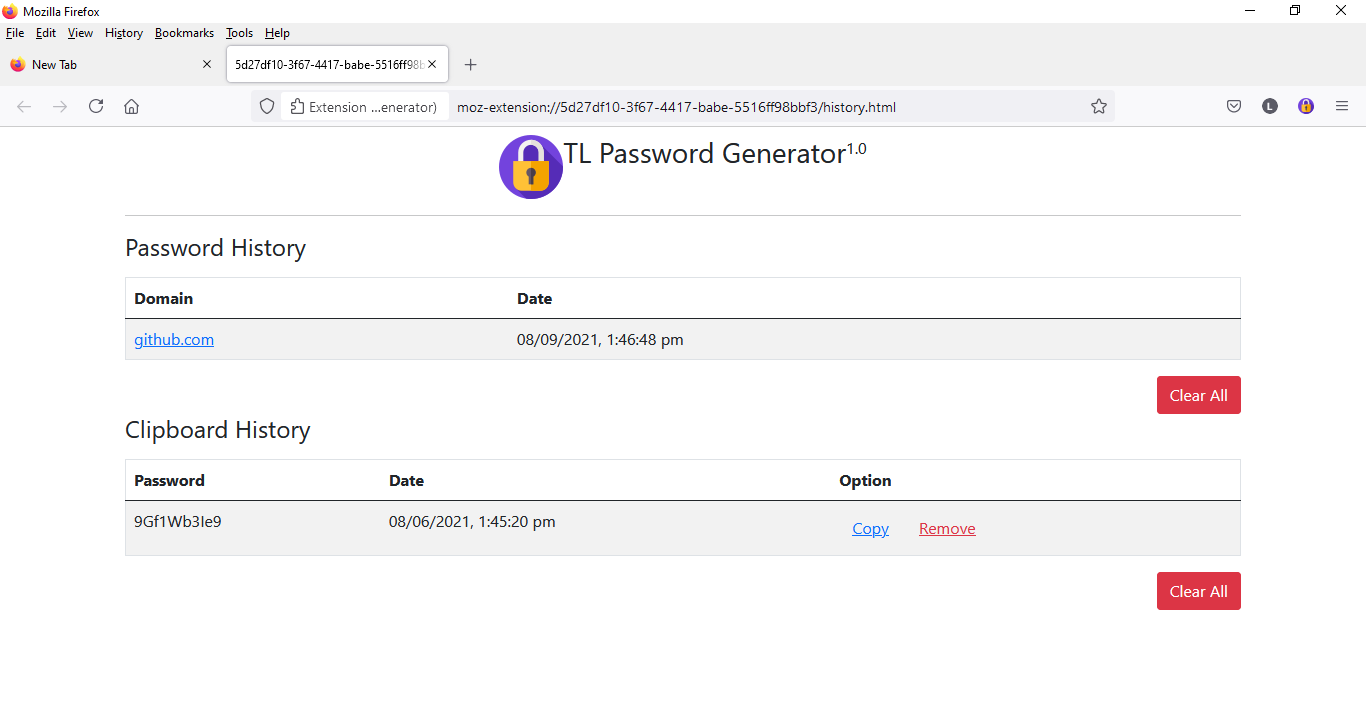 Mozilla Firefox
File Edit View History Bookmarks Tools Help
New Tab 5d27df10-3f67-4417-babe-5516ff98b
Extension ...enerator) moz-extension://5d27df10-3f67-4417-babe-5516ff98bbf3/history.html L
TL Password Generator1.0
Password History
Domain Date
github.com 08/09/2021, 1:46:48 pm
Clear All
Clipboard History
Password Date Option
9Gf1Wb3Ie9 08/06/2021, 1:45:20 pm Copy Remove
Clear All